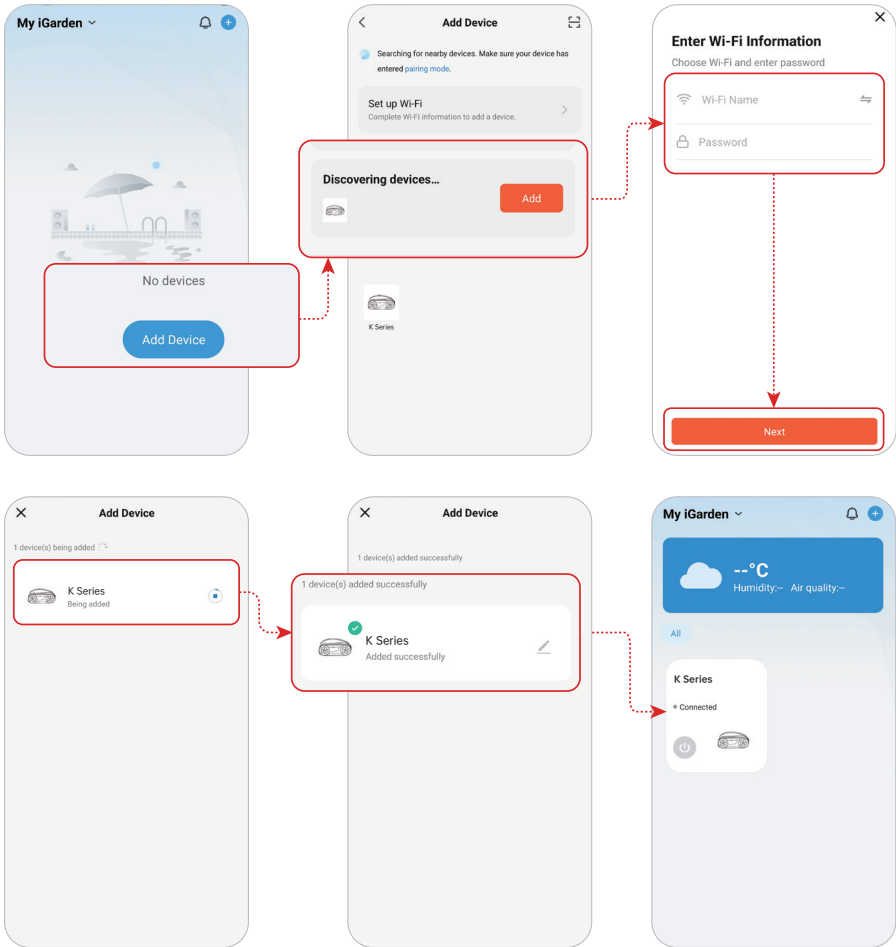 My iGarden
No devices
Add Device
Add Device
Searching for nearby devices. Make sure your device has
entered pairing mode.
Set up Wi-Fi
Complete Wi-Fi information to add a device.
Discovering devices...
Add
K Series
Enter Wi-Fi Information
Choose Wi-Fi and enter password
Wi-Fi Name
Password
Next
Add Device
1 device(s) being added
K Series
Being added
Add Device
1 device(s) added successfully
1 device(s) added successfully
K Series
Added successfully
My iGarden
--°C
Humidity:-- Air quality:--
All
K Series
Connected